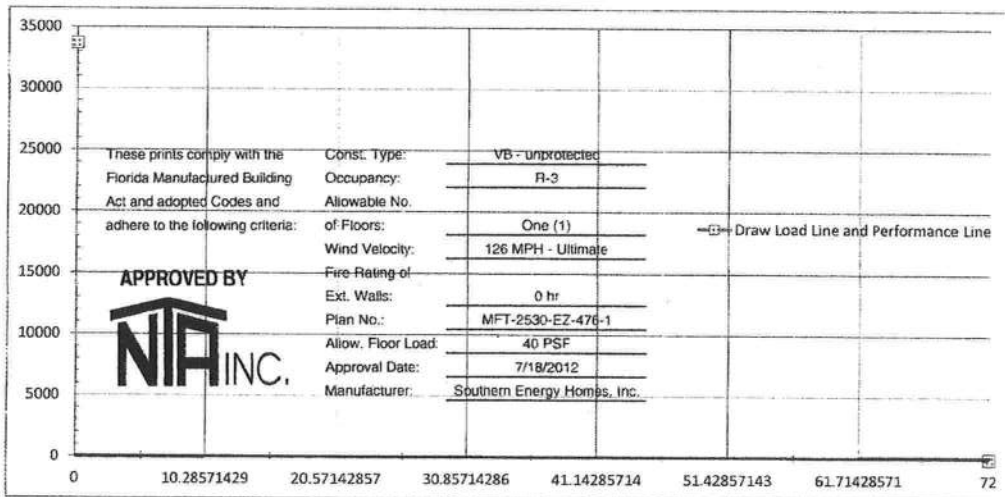 35000
30000
25000
20000
15000
10000
5000
0
These prints comply with the
Florida Manufactured Building
Act and adopted Codes and
adhere to the following criteria:
Const. Type: VB - unprotected
Occupancy: R-3
Allowable No.
of Floors: One (1)
Wind Velocity: 126 MPH - Ultimate
Fire Rating of
Ext. Walls: 0 hr
Plan No.: MFT-2530-EZ-476-1
Allow. Floor Load: 40 PSF
Approval Date: 7/18/2012
Manufacturer: Southern Energy Homes, Inc.
APPROVED BY
NTA INC.
Draw Load Line and Performance Line
0 10.28571429 20.57142857 30.85714286 41.14285714 51.42857143 61.71428571 72